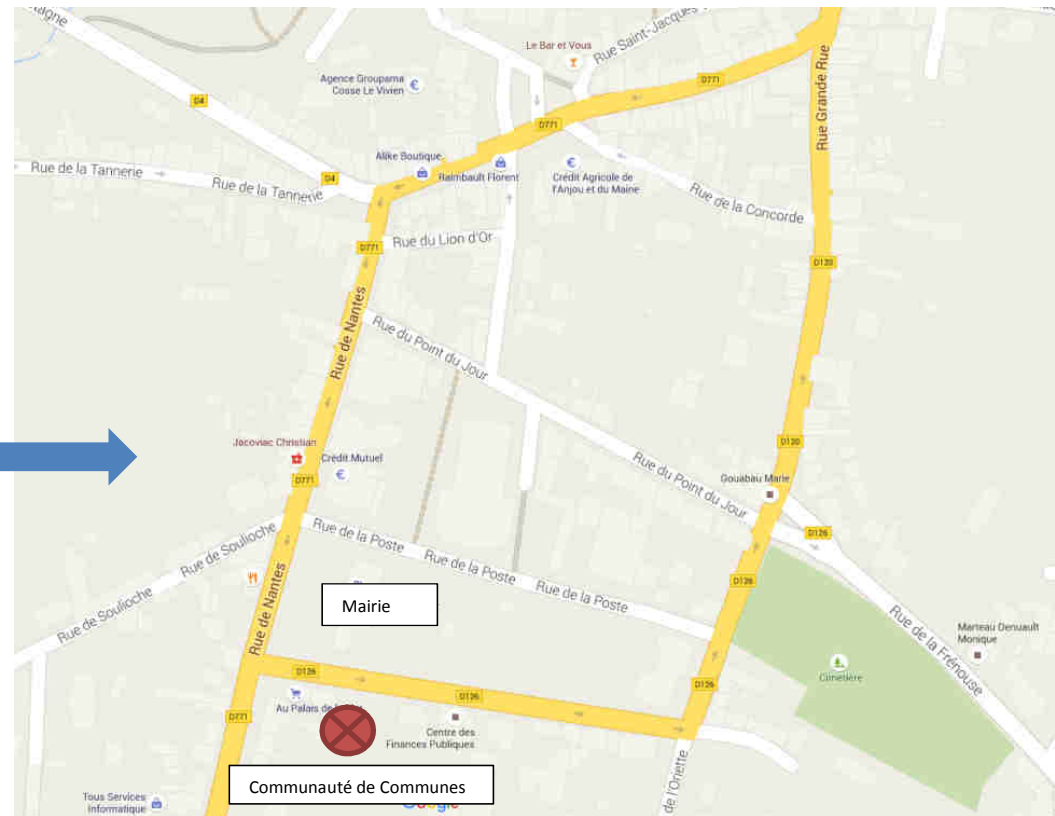 Le Bar et Vous
Rue Saint-Jacques
Agence Groupama
Cosse Le Vivien
D4
D771
Rue Grande Rue
D771
Alike Boutique
Raimbault Florent
Crédit Agricole de
l'Anjou et du Maine
Rue de la Tannerie
Rue de la Tannerie
D4
Rue de la Concorde
D771
Rue du Lion d'Or
D120
Rue de Nantes
Rue du Point du Jour
Jacoviac Christian
Crédit Mutuel
D120
D771
Rue du Point du Jour
Gouabau Marie
Rue de Soulioche
Rue de la Poste
Rue de la Poste
Rue de la Poste
D126
D126
Rue de Soulioche
Rue de Nantes
Mairie
Rue de la Frénouse
Marteau Denuault
Monique
Cimetière
D126
D126
D126
Au Palais de
D771
Centre des
Finances Publiques
de l'Oriette
Communauté de Communes
Tous Services
Informatique
Google